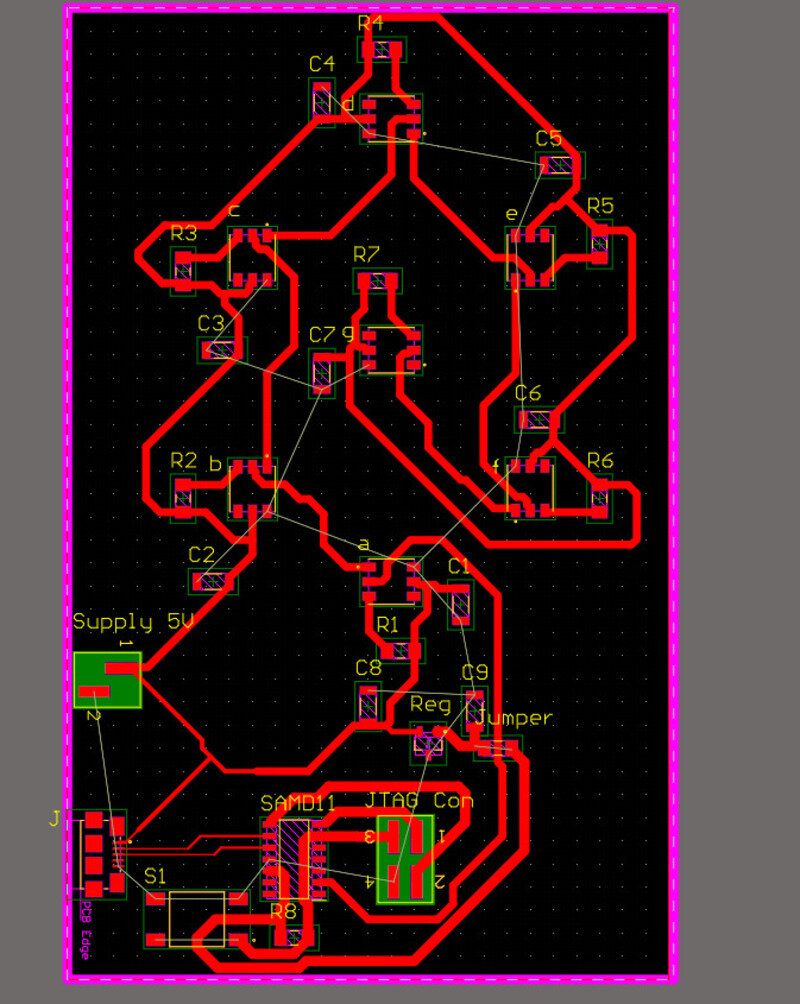 R4
C4
d
C5
c
e
R5
R3
R7
C3
C7 g
C6
R2
b
f
R6
a
C2
C1
Supply 5V
1
R1
C8
C9
2
Reg
Jumper
SAMD11
JTAG Con
J
3
1
S1
4
2
R8
PCB Edge